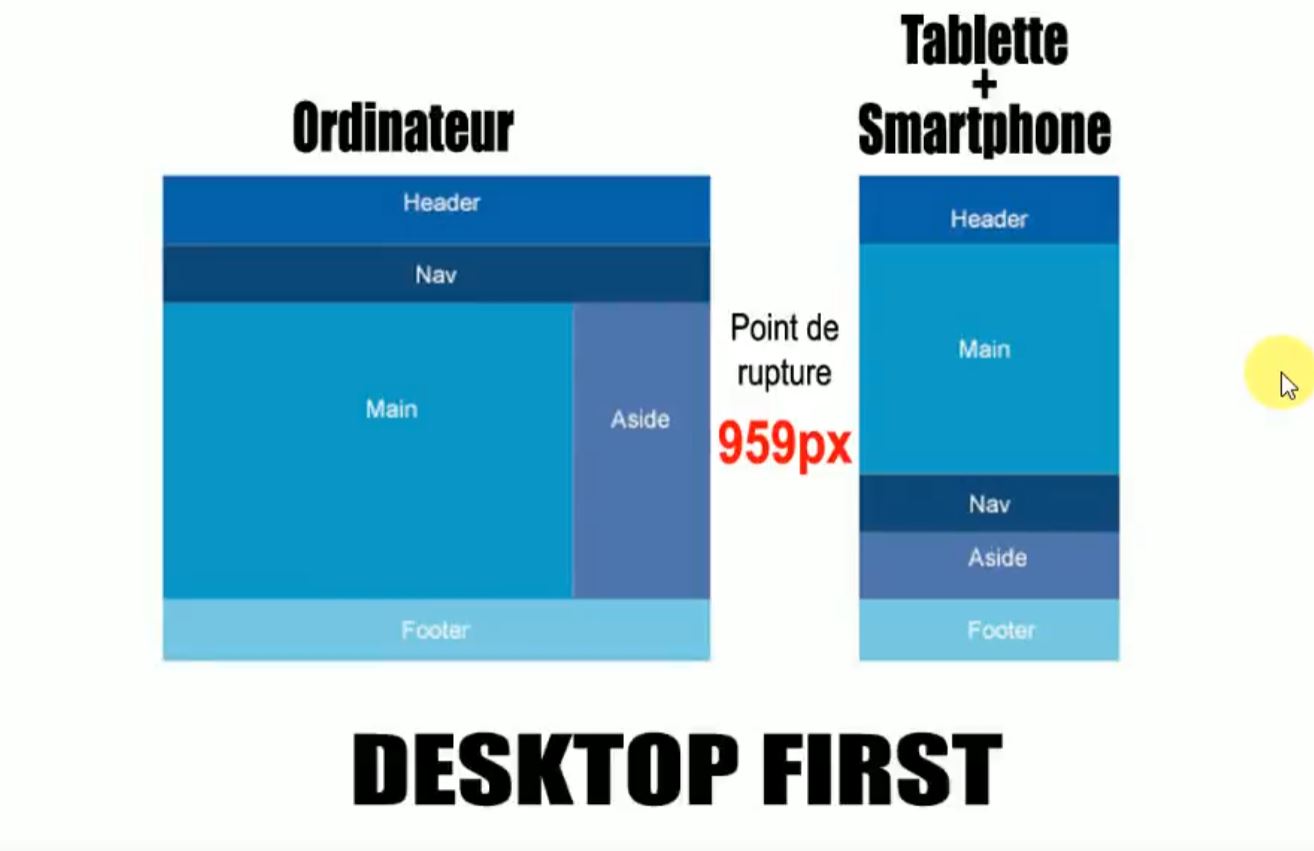 Ordinateur
Header
Nav
Main
Aside
Footer
Point de
rupture
959px
Tablette
+
Smartphone
Header
Main
Nav
Aside
Footer
DESKTOP FIRST